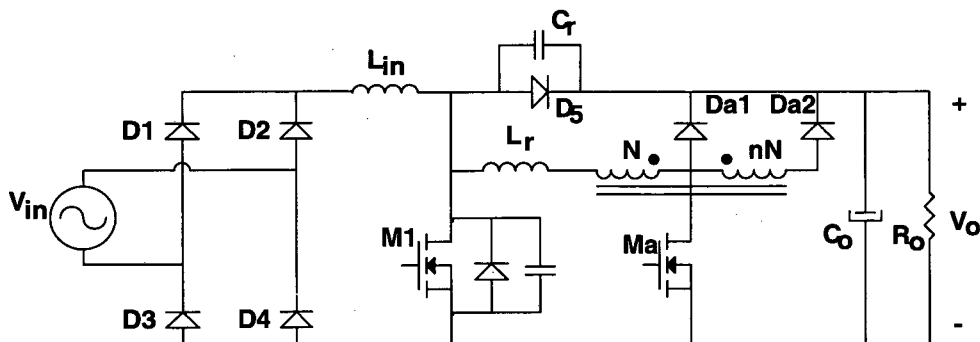 Cr
Lin
D5
Da1 Da2
D1 D2
+
Lr
N nN
Vin
M1
Ma
Co
Ro
Vo
D3 D4
-